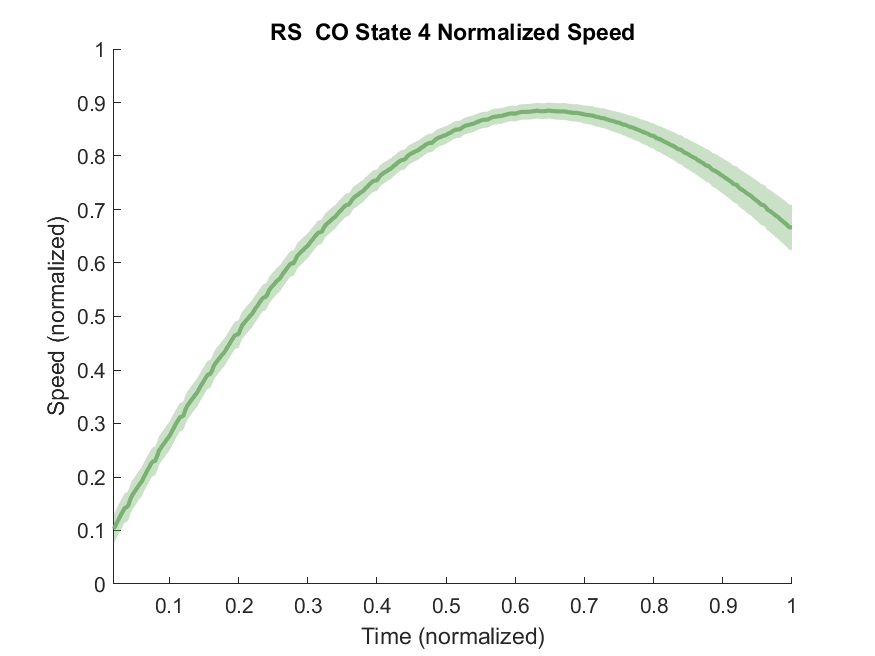 RS  CO State 4 Normalized Speed
1
0.9
0.8
0.7
0.6
0.5
0.4
0.3
0.2
0.1
0
Speed (normalized)
0.1 0.2 0.3 0.4 0.5 0.6 0.7 0.8 0.9 1
Time (normalized)